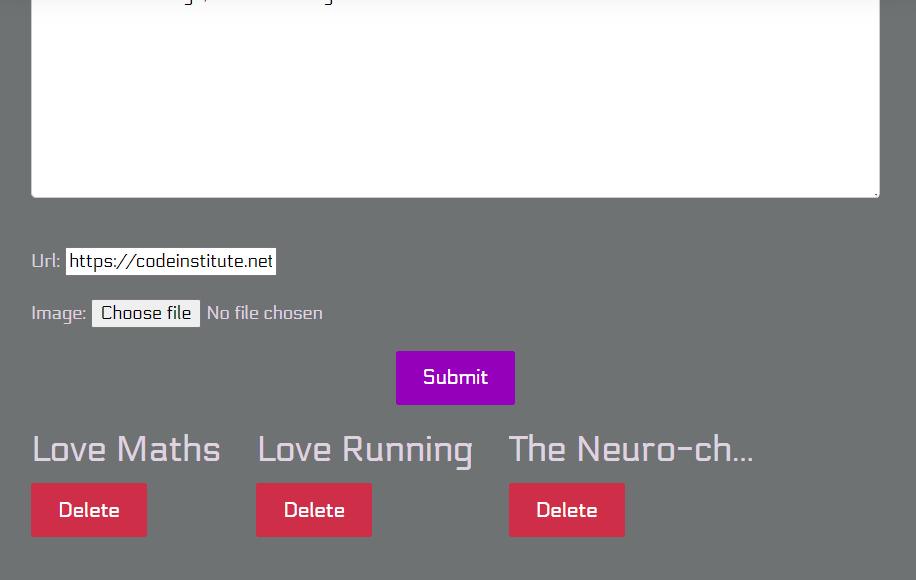 Url: https://codeinstitute.net
Image: Choose file No file chosen
Submit
Love Maths Love Running The Neuro-ch...
Delete Delete Delete